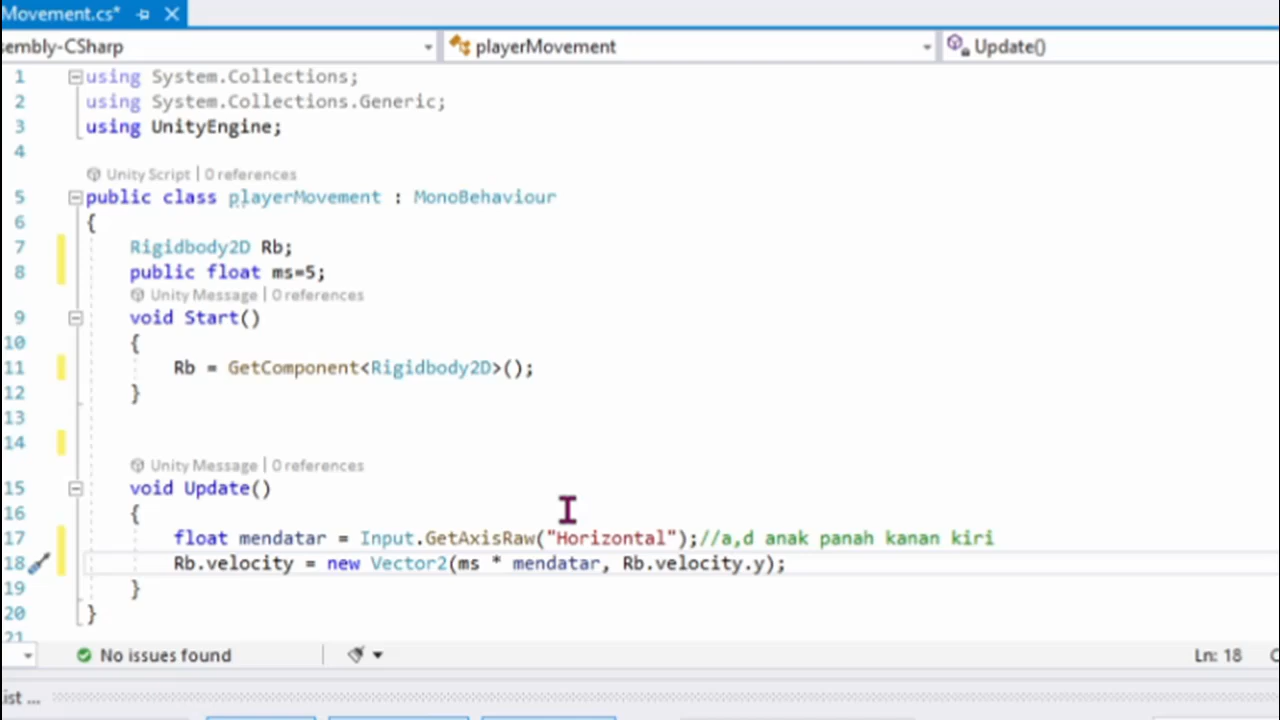 Movement.cs*
sembly-CSharp
playerMovement
Update()
1 using System.Collections;
2 using System.Collections.Generic;
3 using UnityEngine;
4
Unity Script | 0 references
5 public class playerMovement : MonoBehaviour
6 {
7 Rigidbody2D Rb;
8 public float ms=5;
Unity Message | 0 references
9 void Start()
10 {
11 Rb = GetComponent<Rigidbody2D>();
12 }
13
14
Unity Message | 0 references
15 void Update()
16 {
17 float mendatar = Input.GetAxisRaw("Horizontal");//a,d anak panah kanan kiri
18 Rb.velocity = new Vector2(ms * mendatar, Rb.velocity.y);
19 }
20 }
21
No issues found
Ln: 18
ist ...